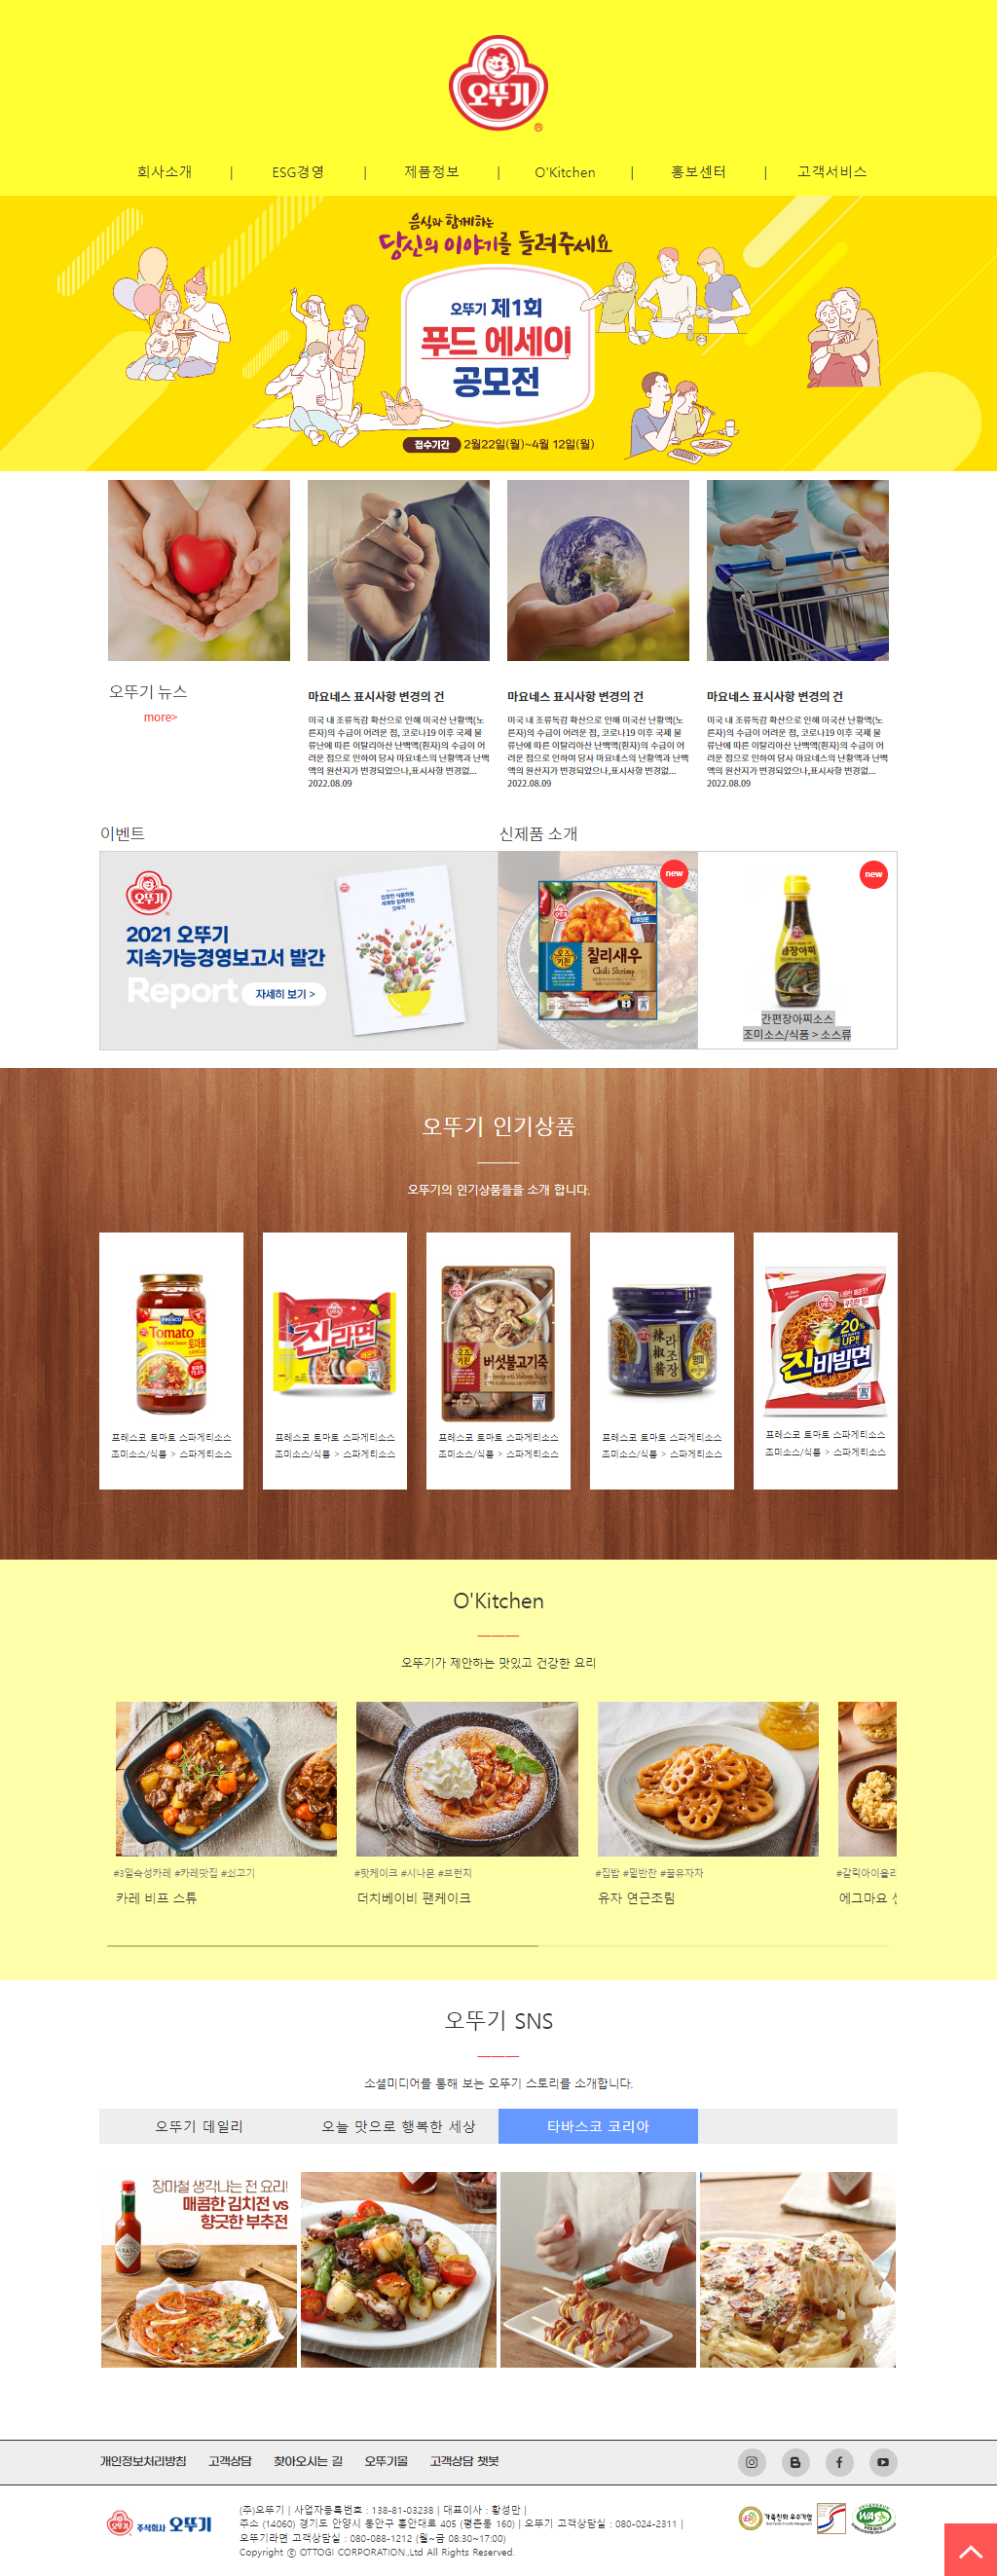 오뚜기
회사소개 | ESG경영 | 제품정보 | O'Kitchen | 홍보센터 | 고객서비스
음식과 함께하는
당신의 이야기를 들려주세요
오뚜기 제1회
푸드 에세이
공모전
접수기간 2월22일(월)~4월 12일(월)
오뚜기 뉴스
more>
마요네스 표시사항 변경의 건
미국 내 조류독감 확산으로 인해 미국산 난황액(노
른자)의 수급이 어려운 점, 코로나19 이후 국제 물
류난에 따른 이탈리아산 난백액(흰자)의 수급이 어
려운 점으로 인하여 당사 마요네스의 난황액과 난백
액의 원산지가 변경되었으나,표시사항 변경없...
2022.08.09
마요네스 표시사항 변경의 건
미국 내 조류독감 확산으로 인해 미국산 난황액(노
른자)의 수급이 어려운 점, 코로나19 이후 국제 물
류난에 따른 이탈리아산 난백액(흰자)의 수급이 어
려운 점으로 인하여 당사 마요네스의 난황액과 난백
액의 원산지가 변경되었으나,표시사항 변경없...
2022.08.09
마요네스 표시사항 변경의 건
미국 내 조류독감 확산으로 인해 미국산 난황액(노
른자)의 수급이 어려운 점, 코로나19 이후 국제 물
류난에 따른 이탈리아산 난백액(흰자)의 수급이 어
려운 점으로 인하여 당사 마요네스의 난황액과 난백
액의 원산지가 변경되었으나,표시사항 변경없...
2022.08.09
이벤트
오뚜기
2021 오뚜기
지속가능경영보고서 발간
Report 자세히 보기 >
신제품 소개
new
오즈키친
칠리새우
Chili Shrimp
new
장아찌
간편장아찌소스
조미소스/식품 > 소스류
오뚜기 인기상품
오뚜기의 인기상품들을 소개 합니다.
FRESCO
Tomato
토마토
프레스코 토마토 스파게티소스
조미소스/식품 > 스파게티소스
진라면
프레스코 토마토 스파게티소스
조미소스/식품 > 스파게티소스
오즈키친
버섯불고기죽
프레스코 토마토 스파게티소스
조미소스/식품 > 스파게티소스
辣椒醬
라조장
프레스코 토마토 스파게티소스
조미소스/식품 > 스파게티소스
20%
UP!!
진비빔면
프레스코 토마토 스파게티소스
조미소스/식품 > 스파게티소스
O'Kitchen
오뚜기가 제안하는 맛있고 건강한 요리
#3일숙성카레 #카레맛집 #쇠고기
카레 비프 스튜
#핫케이크 #시나몬 #브런치
더치베이비 팬케이크
#집밥 #밑반찬 #꿀유자차
유자 연근조림
#갈릭아이올리
에그마요
오뚜기 SNS
소셜미디어를 통해 보는 오뚜기 스토리를 소개합니다.
오뚜기 데일리 오늘 맛으로 행복한 세상 타바스코 코리아
장마철 생각나는 전 요리!
매콤한 김치전 vs
향긋한 부추전
개인정보처리방침 고객상담 찾아오시는 길 오뚜기몰 고객상담 챗봇
주식회사 오뚜기
(주)오뚜기 | 사업자등록번호 : 138-81-03238 | 대표이사 : 황성만 |
주소 (14060) 경기도 안양시 동안구 흥안대로 405 (평촌동 160) | 오뚜기 고객상담실 : 080-024-2311 |
오뚜기라면 고객상담실 : 080-088-1212 (월~금 08:30~17:00)
Copyright ⓒ OTTOGI CORPORATION.,Ltd All Rights Reserved.
가족친화 우수기업
WA